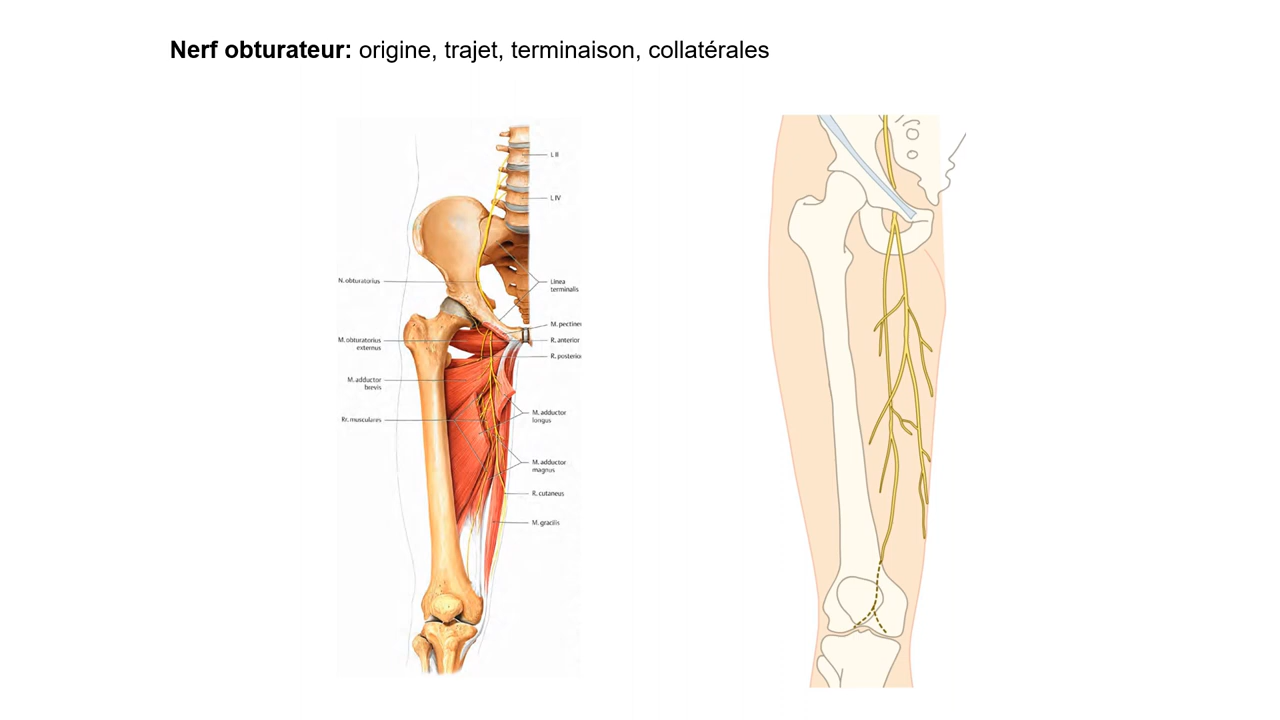 Nerf obturateur: origine, trajet, terminaison, collatérales
L II
L IV
N. obturatorius
Linea
terminalis
M. pectine
R. anterior
R. posterior
M. obturatorius
externus
M. adductor
brevis
Rr. musculares
M. adductor
longus
M. adductor
magnus
R. cutaneus
M. gracilis